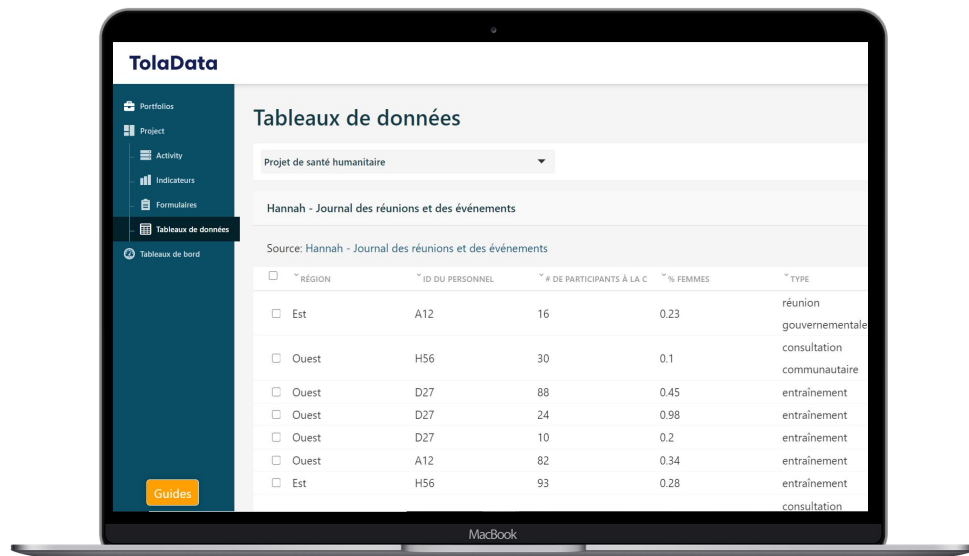 TolaData
Portfolios
Project
Activity
Indicateurs
Formulaires
Tableaux de données
Tableaux de bord
Guides
Tableaux de données
Projet de santé humanitaire
Hannah - Journal des réunions et des événements
Source: Hannah - Journal des réunions et des événements
RÉGION ID DU PERSONNEL # DE PARTICIPANTS À LA C % FEMMES TYPE
Est A12 16 0.23 réunion
gouvernementale
Ouest H56 30 0.1 consultation
communautaire
Ouest D27 88 0.45 entraînement
Ouest D27 24 0.98 entraînement
Ouest D27 10 0.2 entraînement
Ouest A12 82 0.34 entraînement
Est H56 93 0.28 entraînement
consultation
MacBook